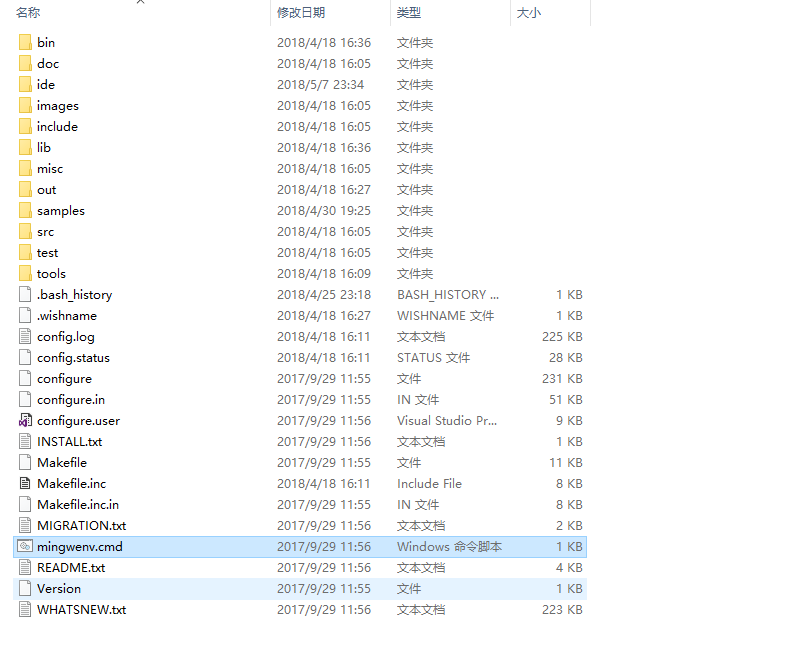 名称 修改日期 类型 大小
bin 2018/4/18 16:36 文件夹
doc 2018/4/18 16:05 文件夹
ide 2018/5/7 23:34 文件夹
images 2018/4/18 16:05 文件夹
include 2018/4/18 16:05 文件夹
lib 2018/4/18 16:36 文件夹
misc 2018/4/18 16:05 文件夹
out 2018/4/18 16:27 文件夹
samples 2018/4/30 19:25 文件夹
src 2018/4/18 16:05 文件夹
test 2018/4/18 16:05 文件夹
tools 2018/4/18 16:09 文件夹
.bash_history 2018/4/25 23:18 BASH_HISTORY ... 1 KB
.wishname 2018/4/18 16:27 WISHNAME 文件 1 KB
config.log 2018/4/18 16:11 文本文档 225 KB
config.status 2018/4/18 16:11 STATUS 文件 28 KB
configure 2017/9/29 11:55 文件 231 KB
configure.in 2017/9/29 11:55 IN 文件 51 KB
configure.user 2017/9/29 11:56 Visual Studio Pr... 9 KB
INSTALL.txt 2017/9/29 11:56 文本文档 1 KB
Makefile 2017/9/29 11:55 文件 11 KB
Makefile.inc 2018/4/18 16:11 Include File 8 KB
Makefile.inc.in 2017/9/29 11:55 IN 文件 8 KB
MIGRATION.txt 2017/9/29 11:56 文本文档 2 KB
mingwenv.cmd 2017/9/29 11:56 Windows 命令脚本 1 KB
README.txt 2017/9/29 11:56 文本文档 4 KB
Version 2017/9/29 11:55 文件 1 KB
WHATSNEW.txt 2017/9/29 11:56 文本文档 223 KB